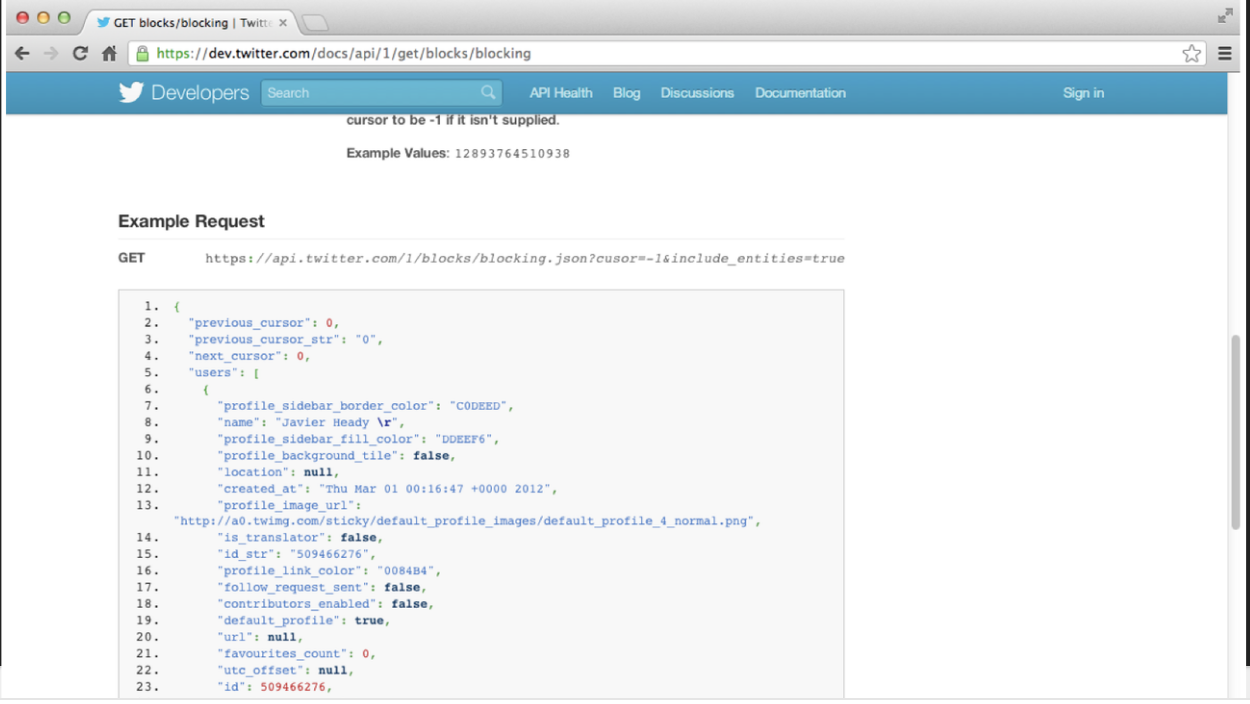 GET blocks/blocking | Twitte
https://dev.twitter.com/docs/api/1/get/blocks/blocking
Developers Search API Health Blog Discussions Documentation Sign in
cursor to be -1 if it isn't supplied.
Example Values: 12893764510938
Example Request
GET https://api.twitter.com/1/blocks/blocking.json?cusor=-1&include_entities=true
1. {
2. "previous_cursor": 0,
3. "previous_cursor_str": "0",
4. "next_cursor": 0,
5. "users": [
6. {
7. "profile_sidebar_border_color": "C0DEED",
8. "name": "Javier Heady \r",
9. "profile_sidebar_fill_color": "DDEEF6",
10. "profile_background_tile": false,
11. "location": null,
12. "created_at": "Thu Mar 01 00:16:47 +0000 2012",
13. "profile_image_url":
"http://a0.twimg.com/sticky/default_profile_images/default_profile_4_normal.png",
14. "is_translator": false,
15. "id_str": "509466276",
16. "profile_link_color": "0084B4",
17. "follow_request_sent": false,
18. "contributors_enabled": false,
19. "default_profile": true,
20. "url": null,
21. "favourites_count": 0,
22. "utc_offset": null,
23. "id": 509466276,